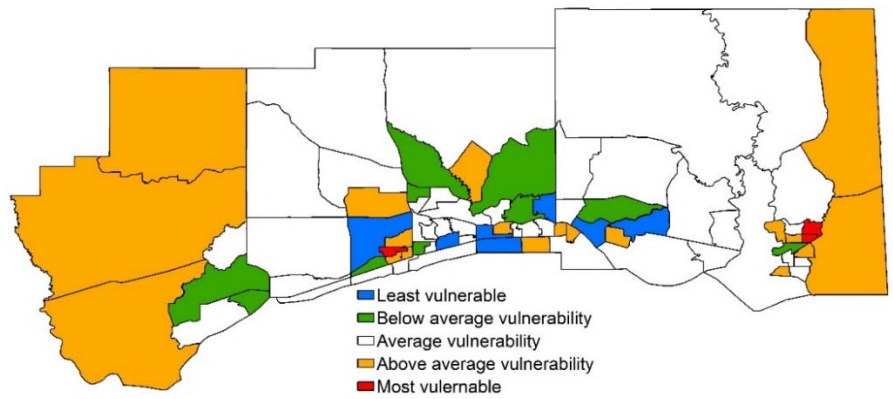 Least vulnerable
Below average vulnerability
Average vulnerability
Above average vulnerability
Most vulernable